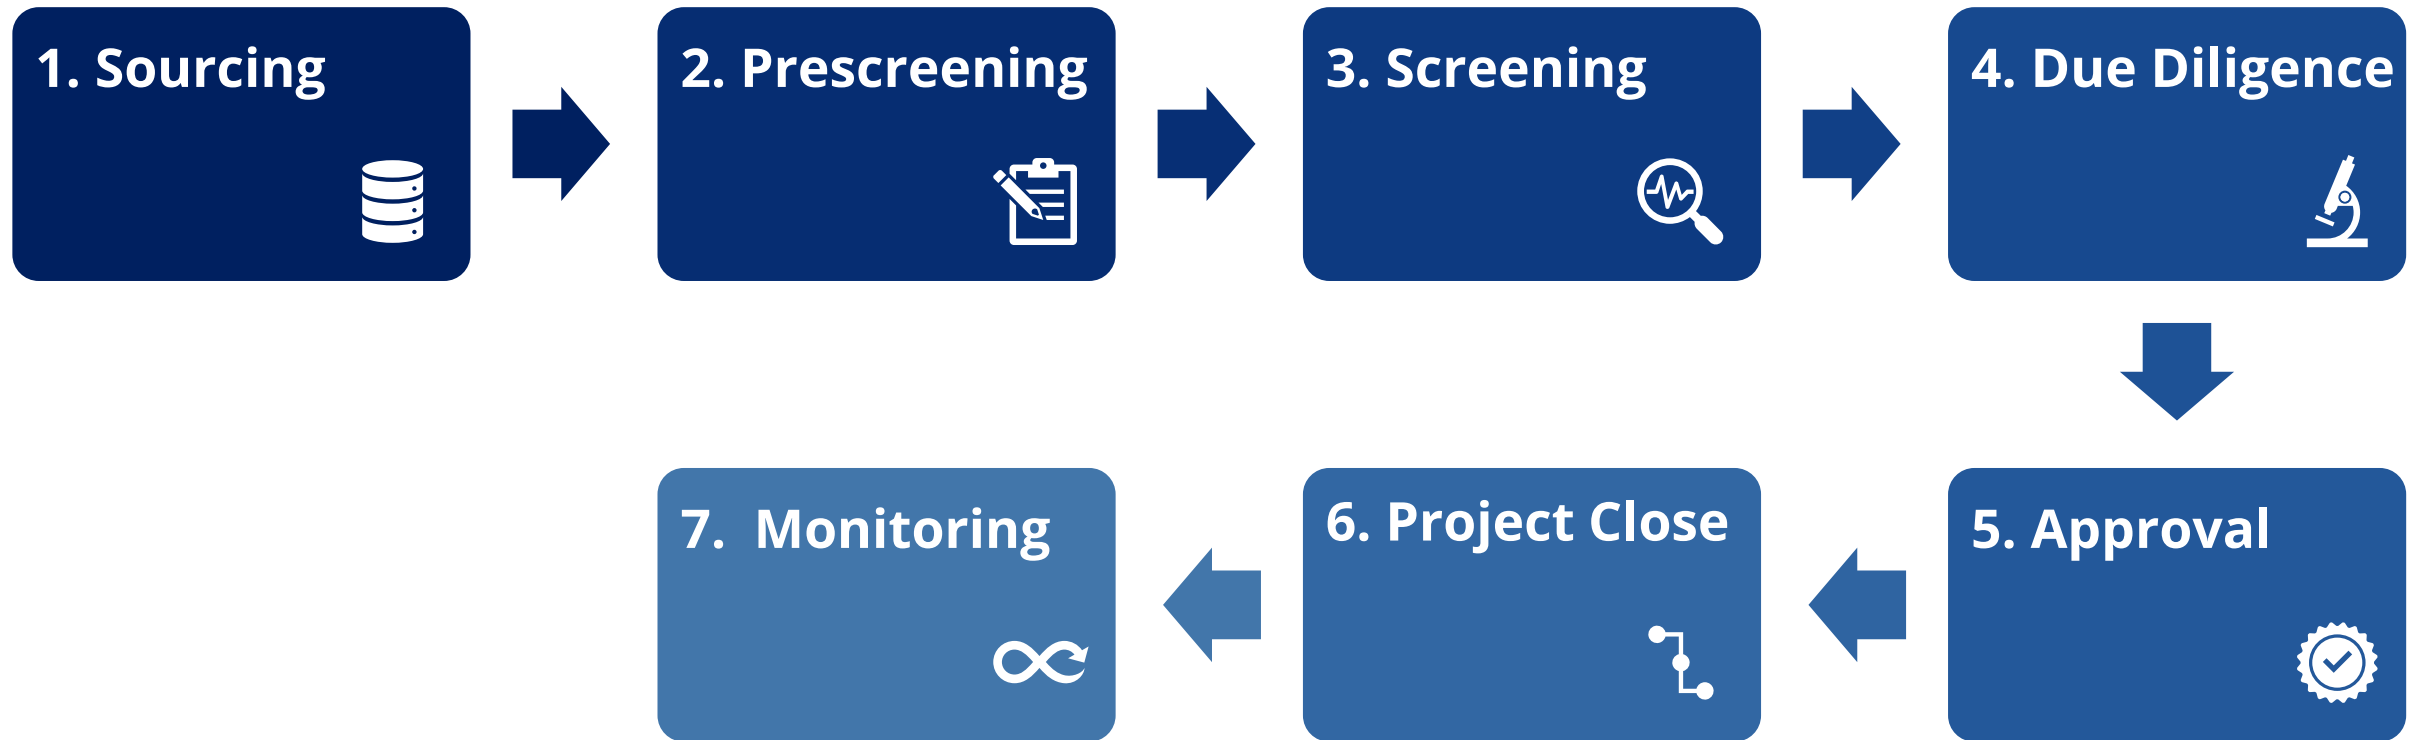 1. Sourcing
2. Prescreening
3. Screening
4. Due Diligence
5. Approval
6. Project Close
7.  Monitoring